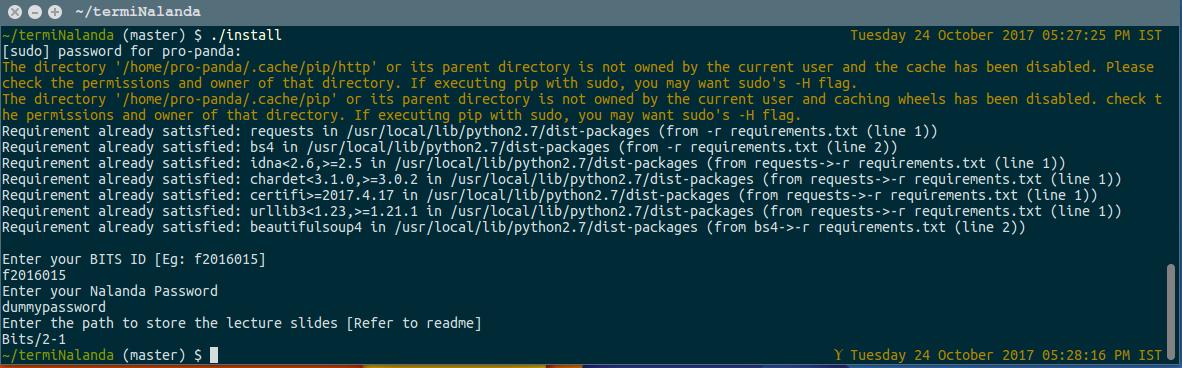 ~/termiNalanda
~/termiNalanda (master) $ ./install Tuesday 24 October 2017 05:27:25 PM IST
[sudo] password for pro-panda:
The directory '/home/pro-panda/.cache/pip/http' or its parent directory is not owned by the current user and the cache has been disabled. Please
check the permissions and owner of that directory. If executing pip with sudo, you may want sudo's -H flag.
The directory '/home/pro-panda/.cache/pip' or its parent directory is not owned by the current user and caching wheels has been disabled. check t
he permissions and owner of that directory. If executing pip with sudo, you may want sudo's -H flag.
Requirement already satisfied: requests in /usr/local/lib/python2.7/dist-packages (from -r requirements.txt (line 1))
Requirement already satisfied: bs4 in /usr/local/lib/python2.7/dist-packages (from -r requirements.txt (line 2))
Requirement already satisfied: idna<2.6,>=2.5 in /usr/local/lib/python2.7/dist-packages (from requests->-r requirements.txt (line 1))
Requirement already satisfied: chardet<3.1.0,>=3.0.2 in /usr/local/lib/python2.7/dist-packages (from requests->-r requirements.txt (line 1))
Requirement already satisfied: certifi>=2017.4.17 in /usr/local/lib/python2.7/dist-packages (from requests->-r requirements.txt (line 1))
Requirement already satisfied: urllib3<1.23,>=1.21.1 in /usr/local/lib/python2.7/dist-packages (from requests->-r requirements.txt (line 1))
Requirement already satisfied: beautifulsoup4 in /usr/local/lib/python2.7/dist-packages (from bs4->-r requirements.txt (line 2))
Enter your BITS ID [Eg: f2016015]
f2016015
Enter your Nalanda Password
dummypassword
Enter the path to store the lecture slides [Refer to readme]
Bits/2-1
~/termiNalanda (master) $ Y Tuesday 24 October 2017 05:28:16 PM IST